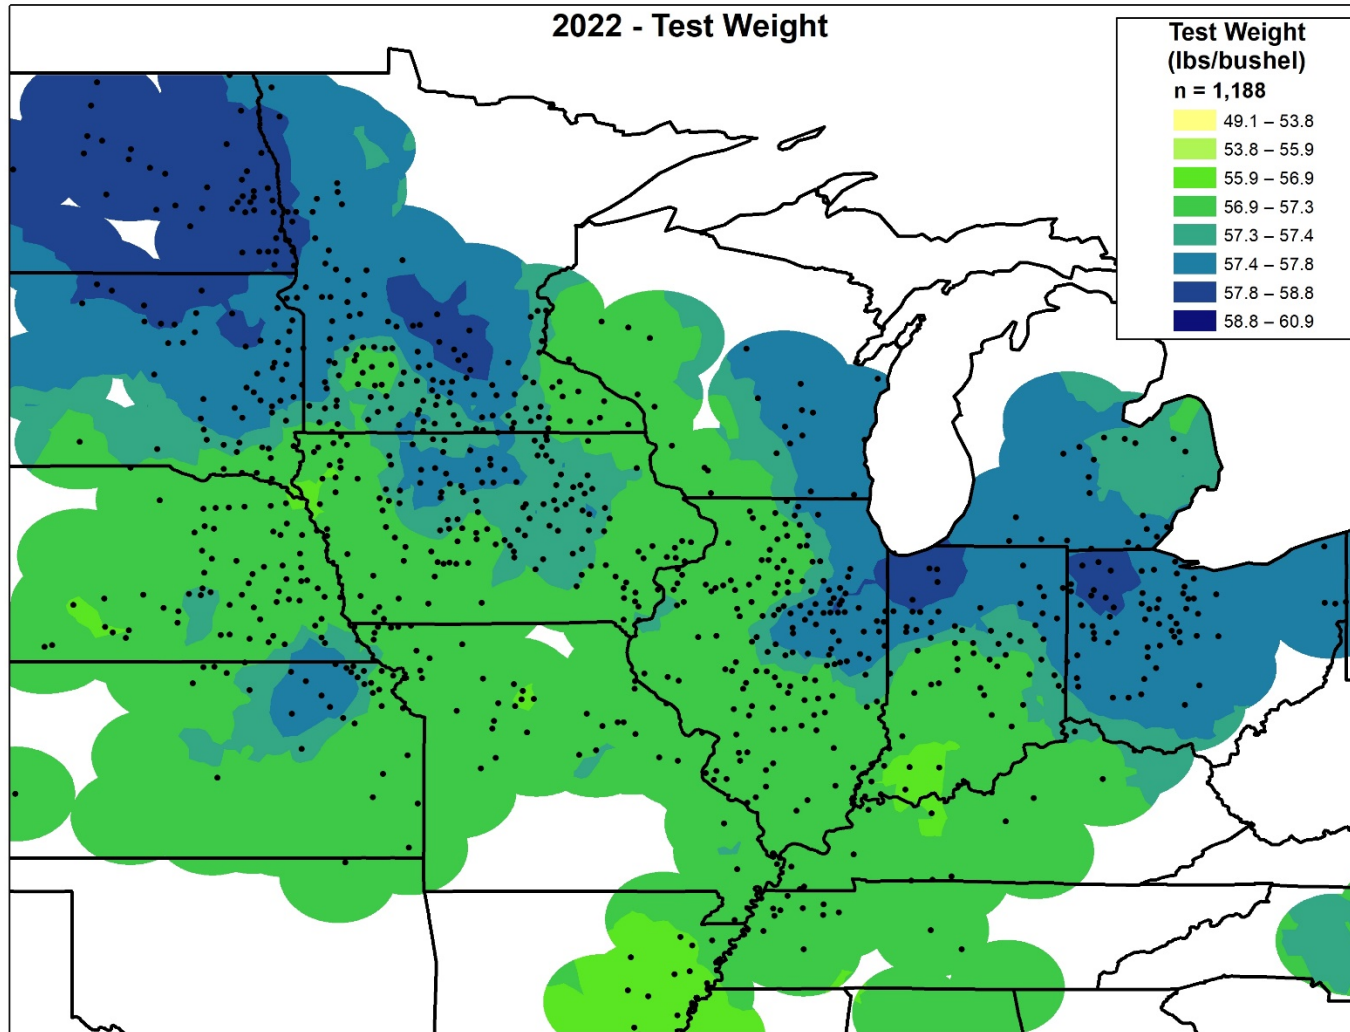 2022 - Test Weight
Test Weight
(lbs/bushel)
n = 1,188
49.1 – 53.8
53.8 – 55.9
55.9 – 56.9
56.9 – 57.3
57.3 – 57.4
57.4 – 57.8
57.8 – 58.8
58.8 – 60.9